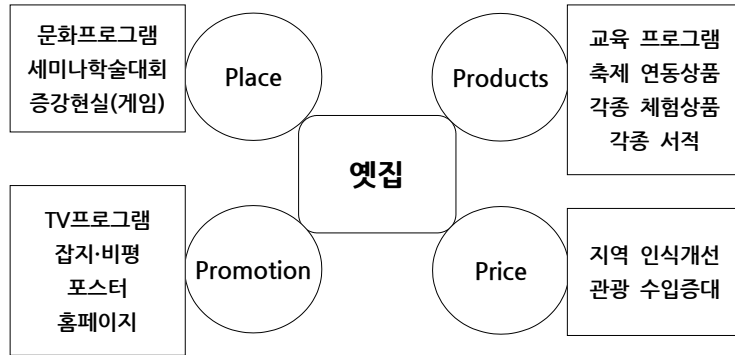 문화프로그램
세미나학술대회
증강현실(게임)
Place
Products
교육 프로그램
축제 연동상품
각종 체험상품
각종 서적
옛집
TV프로그램
잡지·비평
포스터
홈페이지
Promotion
Price
지역 인식개선
관광 수입증대